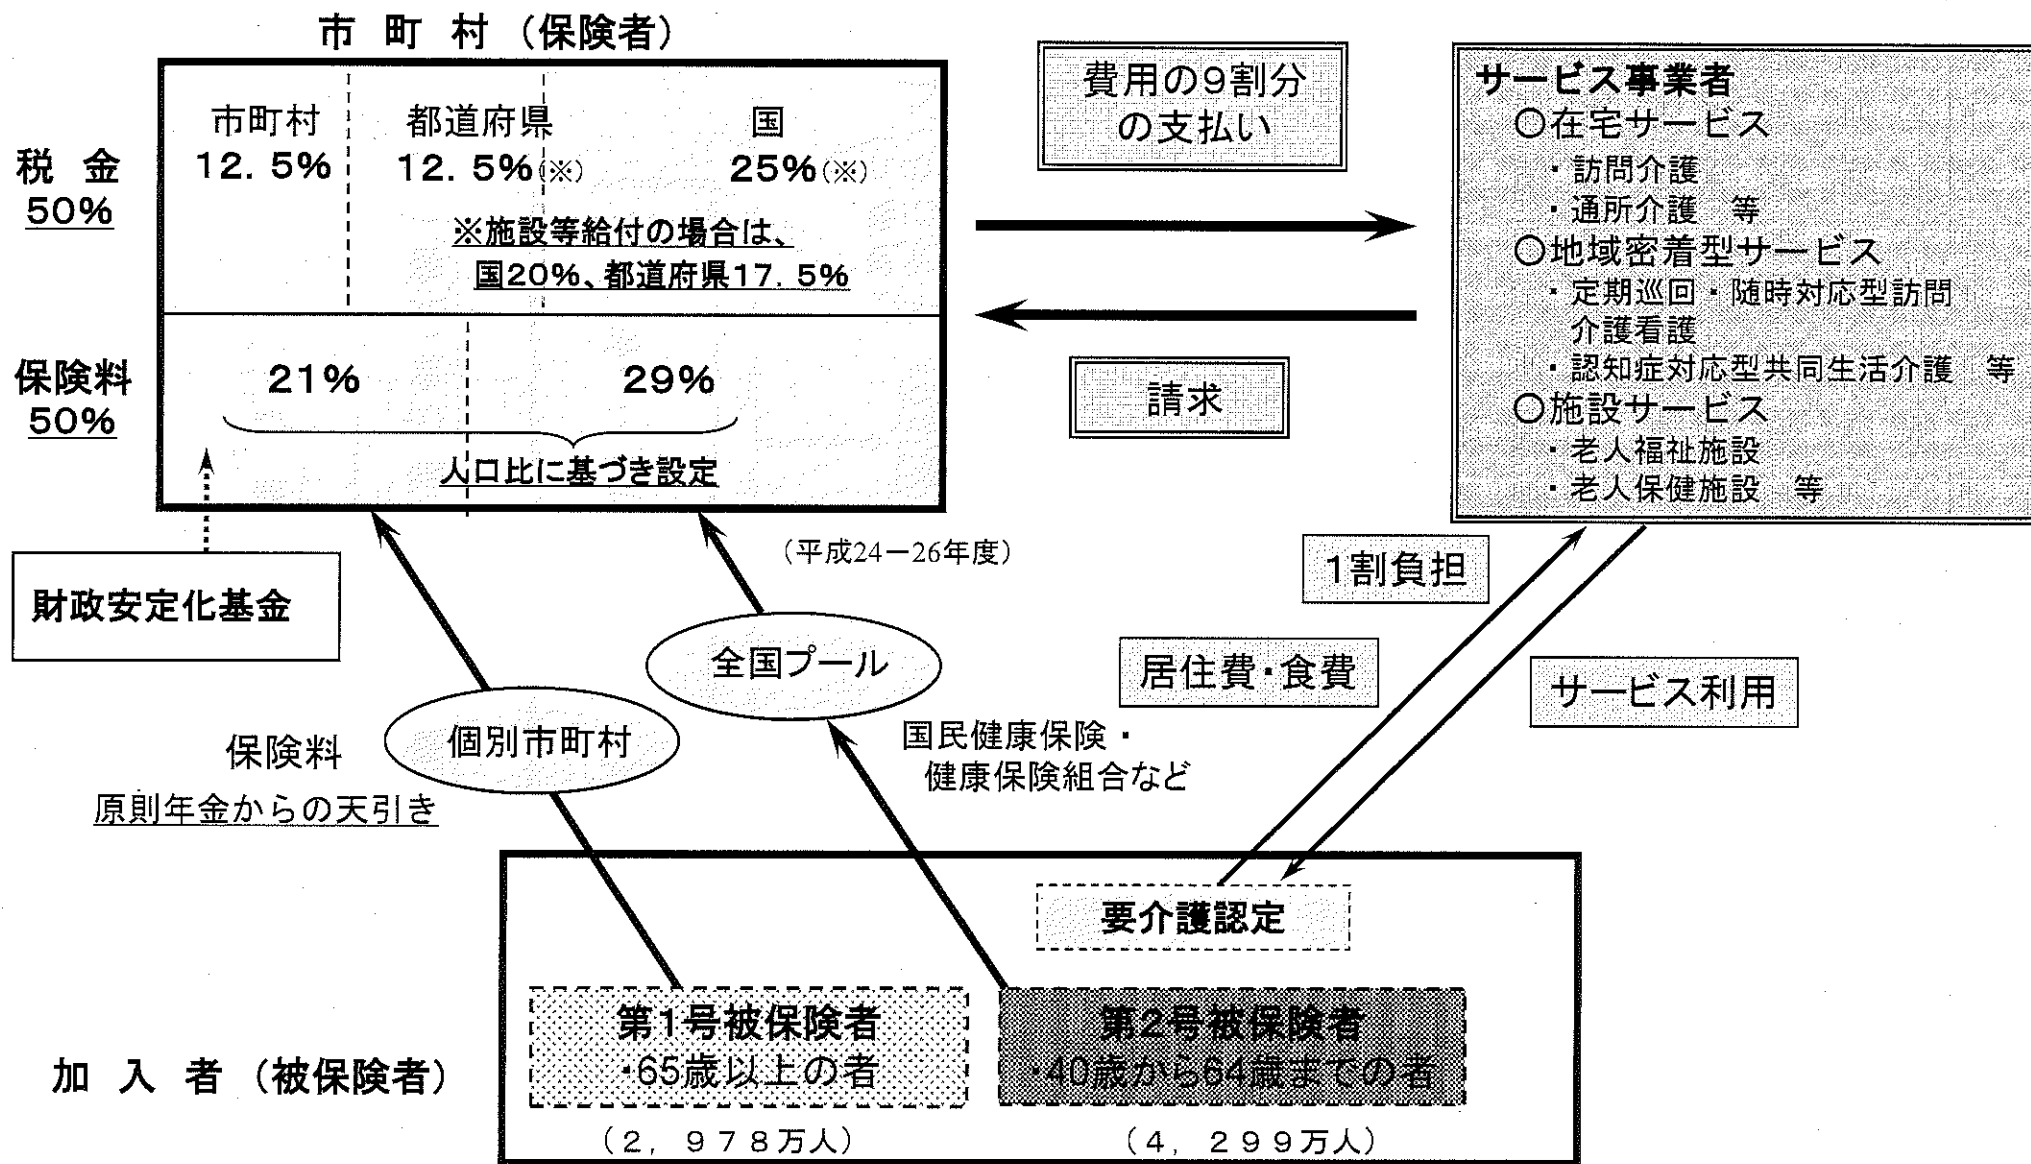 市 町 村 (保険者)
税 金
50%
市町村
12. 5%
都道府県
12. 5%(※)
国
25%(※)
※施設等給付の場合は、
国20%、都道府県17. 5%
保険料
50%
21%
29%
人口比に基づき設定
費用の9割分
の支払い
請求
サービス事業者
○在宅サービス
・訪問介護
・通所介護 等
○地域密着型サービス
・定期巡回・随時対応型訪問
介護看護
・認知症対応型共同生活介護 等
○施設サービス
・老人福祉施設
・老人保健施設 等
財政安定化基金
(平成24-26年度)
全国プール
個別市町村
保険料
原則年金からの天引き
国民健康保険・
健康保険組合など
1割負担
居住費・食費
サービス利用
要介護認定
加 入 者 (被保険者)
第1号被保険者
・65歳以上の者
(2, 978万人)
第2号被保険者
・40歳から64歳までの者
(4, 299万人)